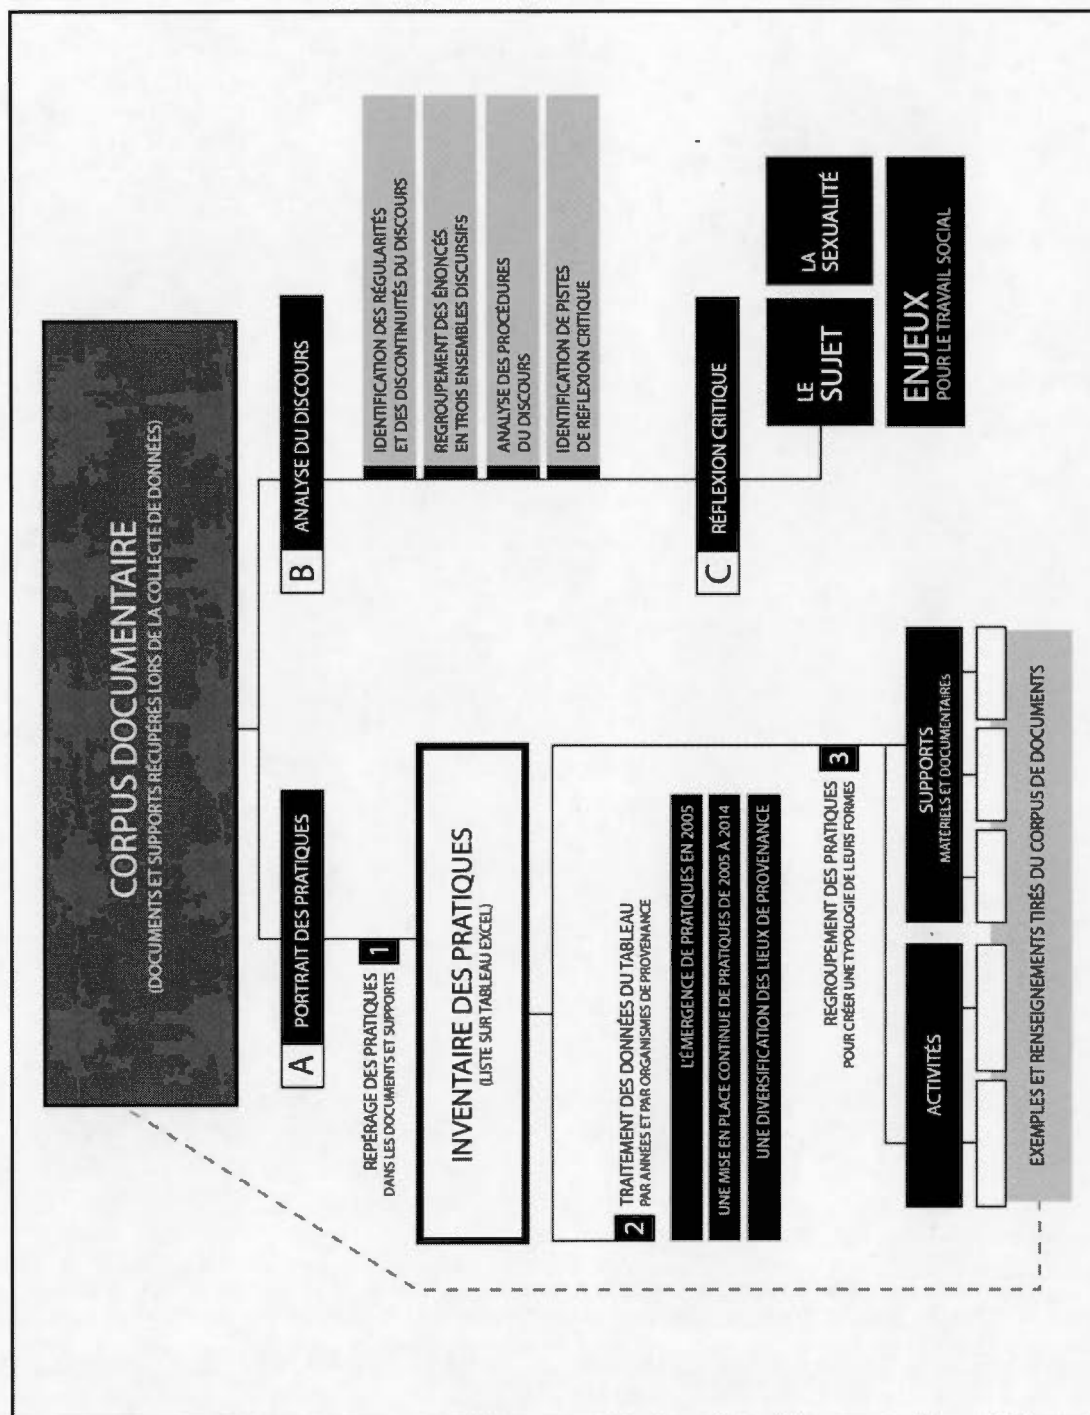 CORPUS DOCUMENTAIRE
(DOCUMENTS ET SUPPORTS RÉCUPÉRÉS LORS DE LA COLLECTE DE DONNÉES)
A
PORTRAIT DES PRATIQUES
REPÉRAGE DES PRATIQUES
DANS LES DOCUMENTS ET SUPPORTS
1
INVENTAIRE DES PRATIQUES
(LISTE SUR TABLEAU EXCEL)
2
TRAITEMENT DES DONNÉES DU TABLEAU
PAR ANNÉES ET PAR ORGANISMES DE PROVENANCE
L'ÉMERGENCE DE PRATIQUES EN 2005
UNE MISE EN PLACE CONTINUE DE PRATIQUES DE 2005 À 2014
UNE DIVERSIFICATION DES LIEUX DE PROVENANCE
REGROUPEMENT DES PRATIQUES
POUR CRÉER UNE TYPOLOGIE DE LEURS FORMES
3
ACTIVITÉS
SUPPORTS
MATÉRIELS ET DOCUMENTAIRES
EXEMPLES ET RENSEIGNEMENTS TIRÉS DU CORPUS DE DOCUMENTS
B
ANALYSE DU DISCOURS
IDENTIFICATION DES RÉGULARITÉS
ET DES DISCONTINUITÉS DU DISCOURS
REGROUPEMENT DES ÉNONCÉS
EN TROIS ENSEMBLES DISCURSIFS
ANALYSE DES PROCÉDURES
DU DISCOURS
IDENTIFICATION DE PISTES
DE RÉFLEXION CRITIQUE
C
RÉFLEXION CRITIQUE
LE
SUJET
LA
SEXUALITÉ
ENJEUX
POUR LE TRAVAIL SOCIAL